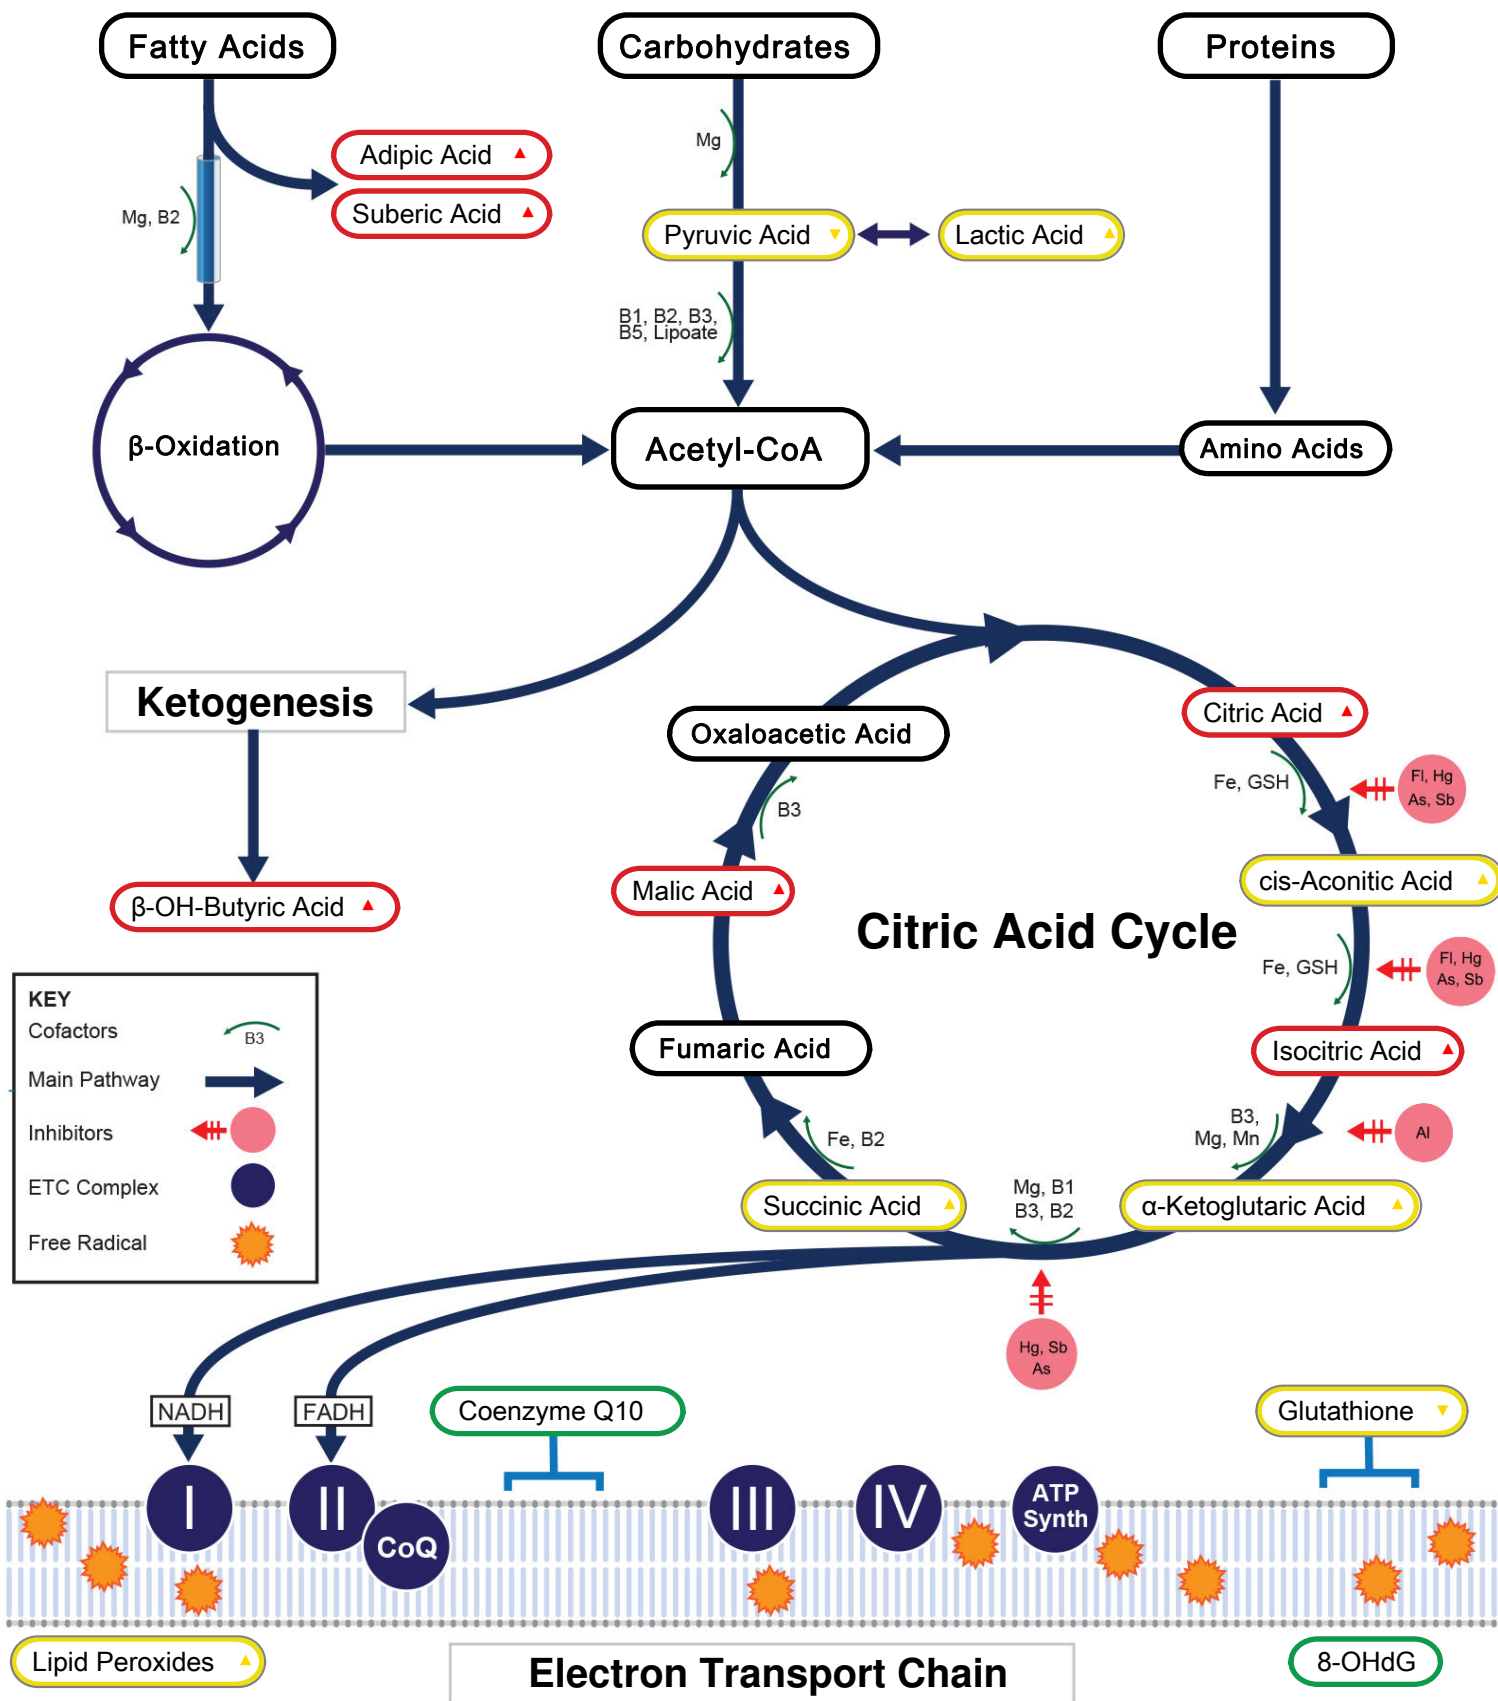 Fatty Acids
Carbohydrates
Proteins
Adipic Acid
Mg
Suberic Acid
Mg, B2
Pyruvic Acid
Lactic Acid
B1, B2, B3,
B5, Lipoate
β-Oxidation
Acetyl-CoA
Amino Acids
Ketogenesis
Citric Acid
Oxaloacetic Acid
Fe, GSH
Fl, Hg
As, Sb
B3
cis-Aconitic Acid
Malic Acid
β-OH-Butyric Acid
Citric Acid Cycle
Fe, GSH
Fl, Hg
As, Sb
KEY
Cofactors
B3
Main Pathway
Inhibitors
ETC Complex
Free Radical
Fumaric Acid
Isocitric Acid
B3,
Mg, Mn
Al
Fe, B2
Succinic Acid
Mg, B1
B3, B2
α-Ketoglutaric Acid
Hg, Sb
As
NADH
FADH
Coenzyme Q10
Glutathione
I
II
CoQ
III
IV
ATP
Synth
Lipid Peroxides
Electron Transport Chain
8-OHdG